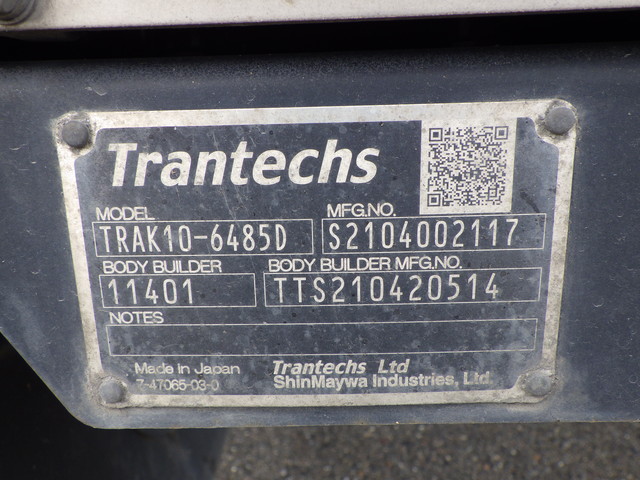 Trantechs
MODEL MFG.NO.
TRAK10-6485D S2104002117
BODY BUILDER BODY BUILDER MFG.NO.
11401 TTS210420514
NOTES
Made in Japan Trantechs Ltd
7-47065-03-0 ShinMaywa Industries, Ltd.